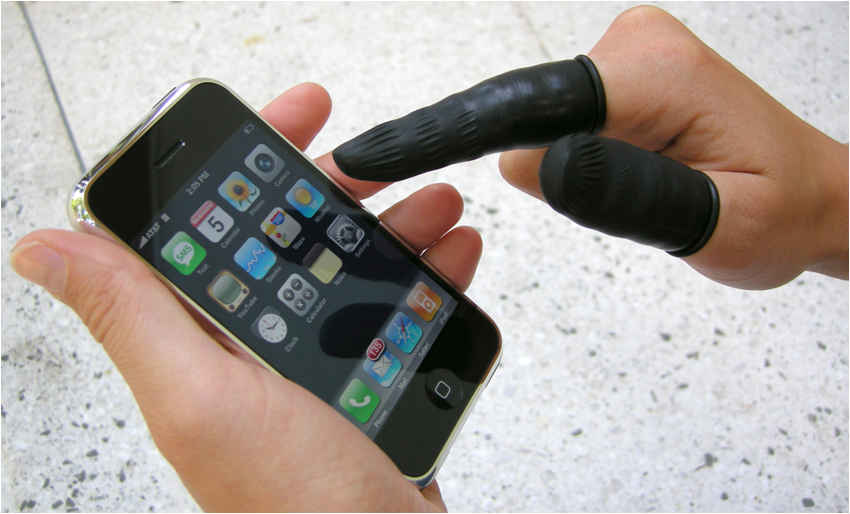 AT&T 2:05 PM
SMS 5
Text Calendar Photos Camera
YouTube Stocks Maps Weather
Clock Calculator Notes Settings
135
Phone Mail Safari iPod